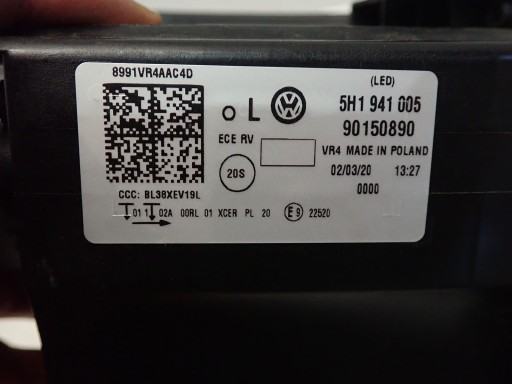 8991VR4AAC4D
(LED)
L
5H1 941 005
90150890
ECE RV
VR4 MADE IN POLAND
20S
02/03/20 13:27
0000
CCC: BL38XEV19L
01 1 02A 00RL 01 XCER PL 20 E9 22520